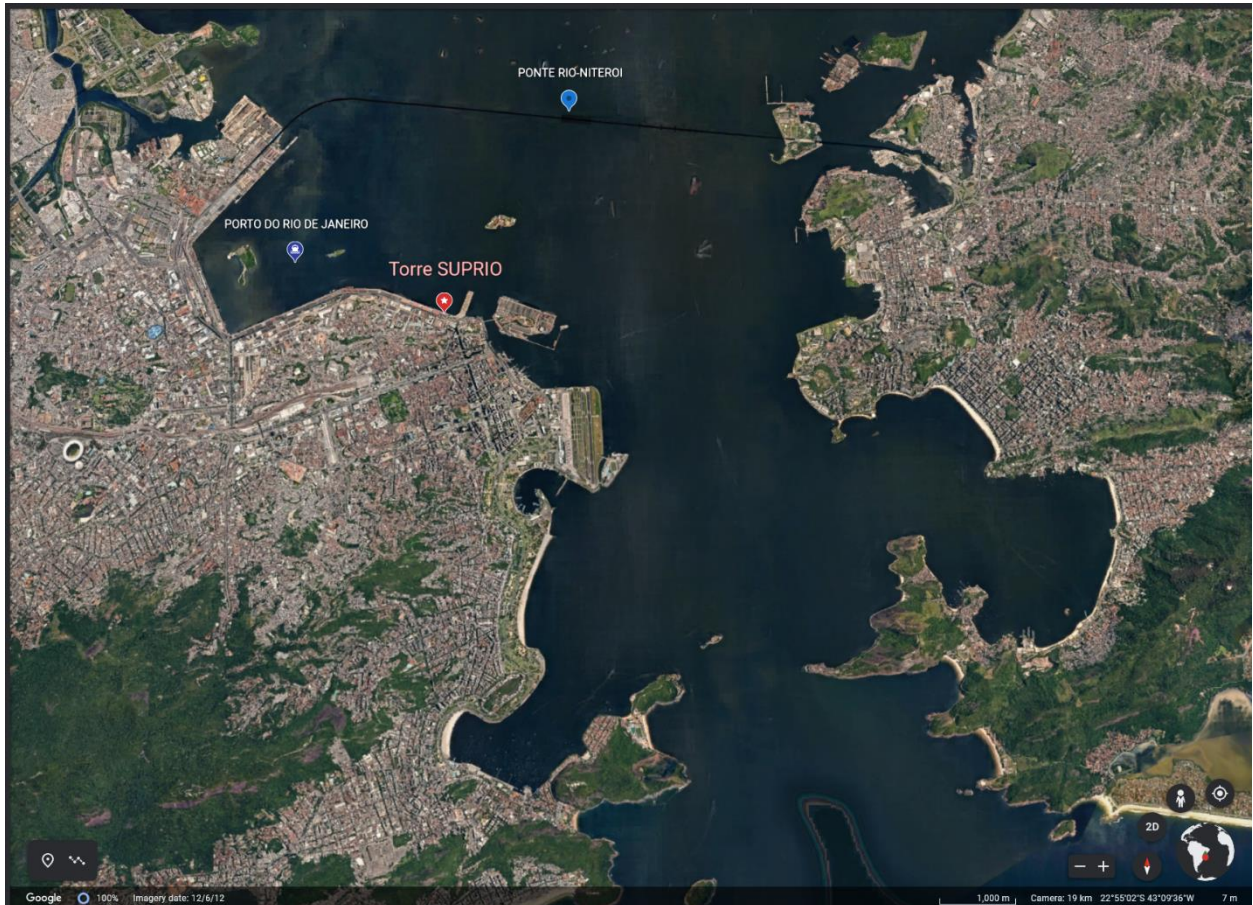 PONTE RIO-NITEROI
PORTO DO RIO DE JANEIRO
Torre SUPRIO
2D
Google 100% Imagery date: 12/6/12 1,000 m Camera: 19 km 22°55'02"S 43°09'36"W 7 m